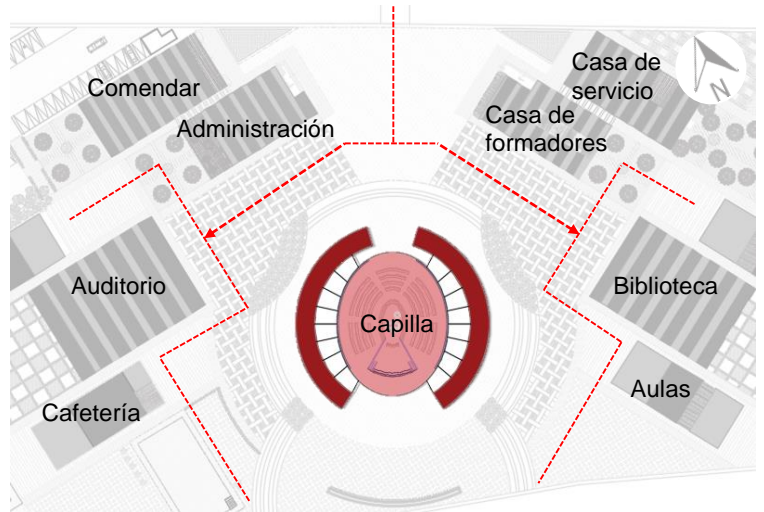 Comendar
Administración
Casa de
servicio
Casa de
formadores
N
Auditorio
Capilla
Biblioteca
Cafetería
Aulas